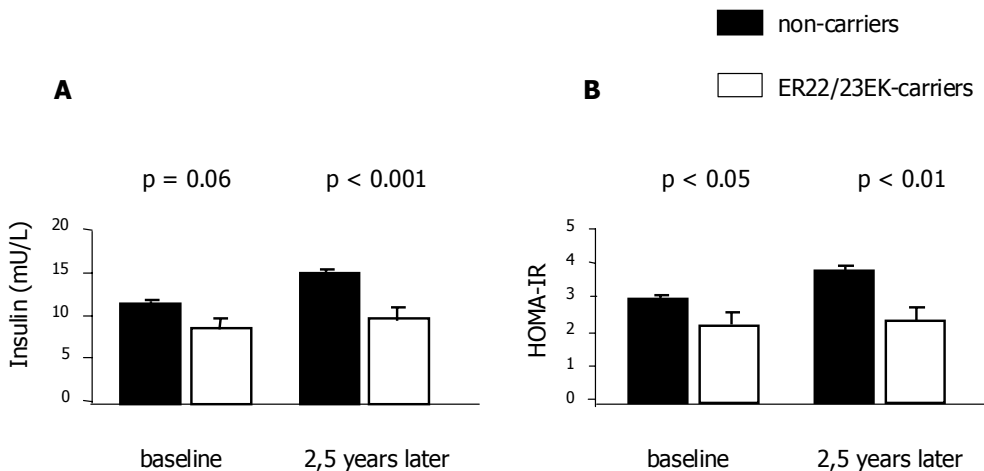 non-carriers
ER22/23EK-carriers
A
B
p = 0.06
p < 0.001
p < 0.05
p < 0.01
Insulin (mU/L)
20
15
10
5
0
HOMA-IR
5
4
3
2
1
0
baseline
2,5 years later
baseline
2,5 years later